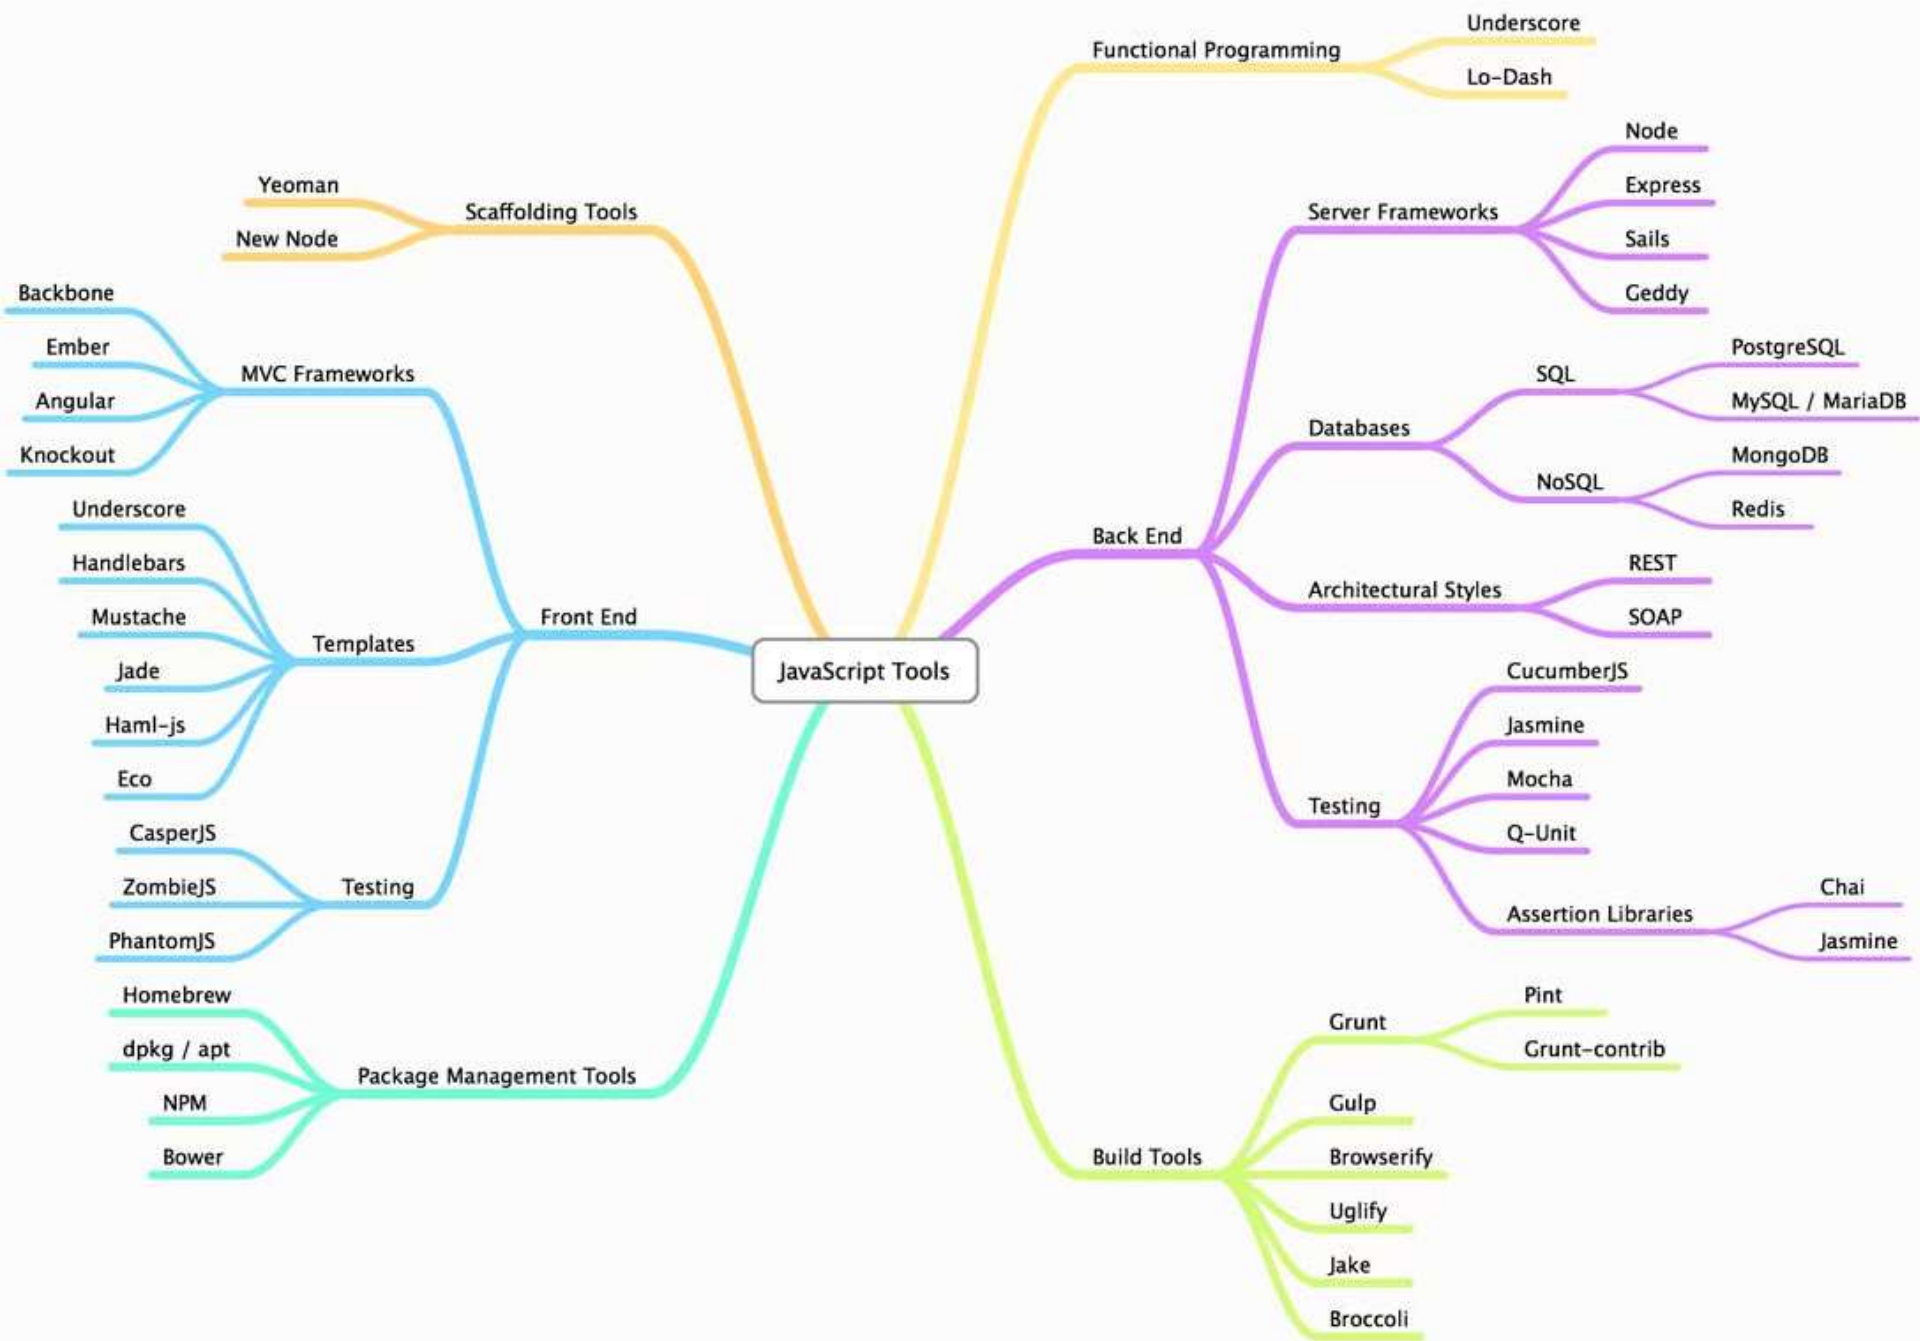 JavaScript Tools
Scaffolding Tools
Yeoman
New Node
Front End
MVC Frameworks
Backbone
Ember
Angular
Knockout
Templates
Underscore
Handlebars
Mustache
Jade
Haml-js
Eco
Testing
CasperJS
ZombieJS
PhantomJS
Package Management Tools
Homebrew
dpkg / apt
NPM
Bower
Functional Programming
Underscore
Lo-Dash
Back End
Server Frameworks
Node
Express
Sails
Geddy
Databases
SQL
PostgreSQL
MySQL / MariaDB
NoSQL
MongoDB
Redis
Architectural Styles
REST
SOAP
Testing
CucumberJS
Jasmine
Mocha
Q-Unit
Assertion Libraries
Chai
Jasmine
Build Tools
Grunt
Pint
Grunt-contrib
Gulp
Browserify
Uglify
Jake
Broccoli